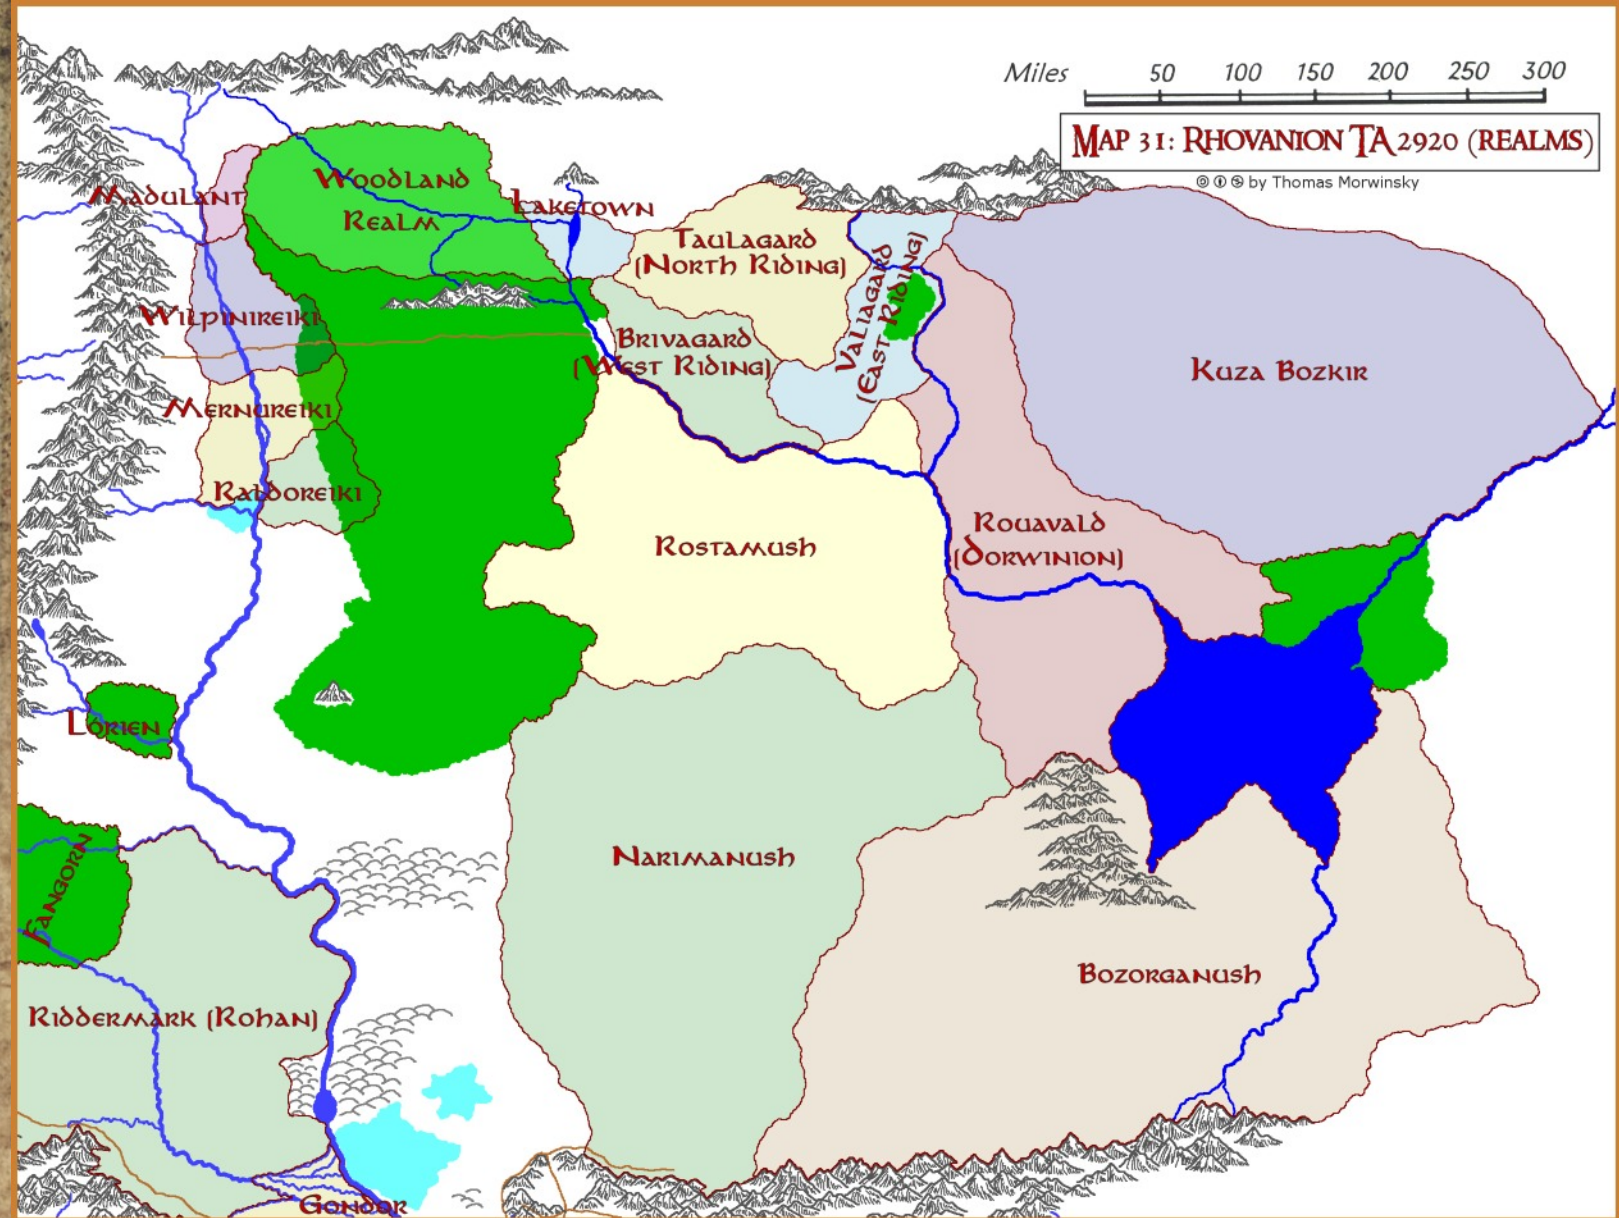 Miles 50 100 150 200 250 300
Map 31: Rhovanion TA 2920 (realms)
by Thomas Morwinsky
Madulant
Woodland
Realm
Laketown
Taulagard
(North Riding)
Valiagard
(East Riding)
Wilpinireiki
Brivagard
(West Riding)
Kuza Bozkir
Mernureiki
Raldoreiki
Rostamush
Rouavald
(Dorwinion)
Lórien
Fangorn
Narimanush
Bozorganush
Riddermark (Rohan)
Gondor